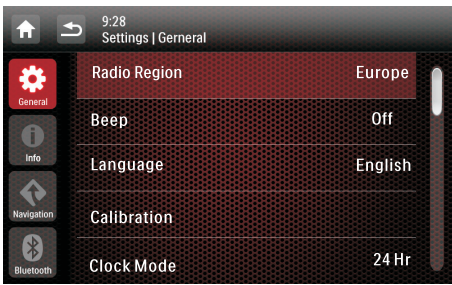 9:28
Settings | Gerneral
General
Info
Navigation
Bluetooth
Radio Region Europe
Beep Off
Language English
Calibration
Clock Mode 24 Hr